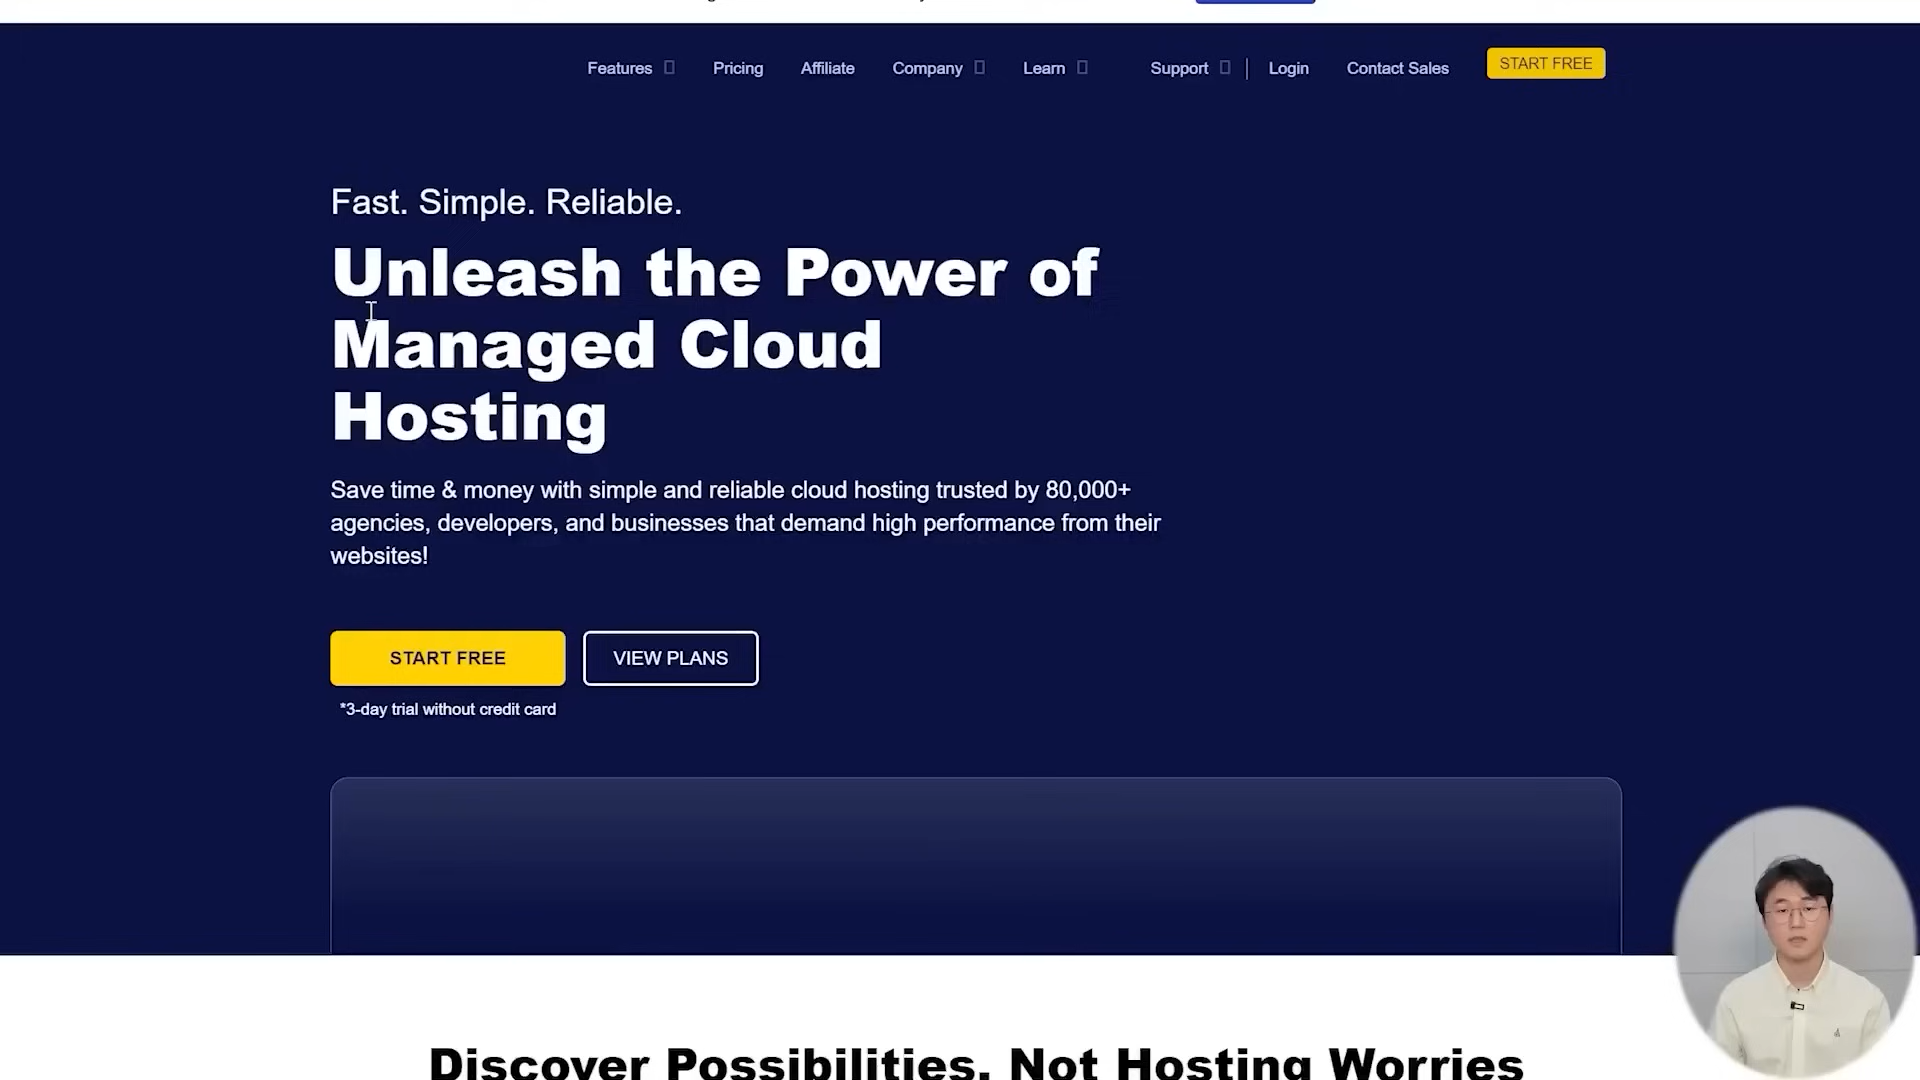 Features
Pricing
Affiliate
Company
Learn
Support
Login
Contact Sales
START FREE
Fast. Simple. Reliable.
Unleash the Power of
Managed Cloud
Hosting
Save time & money with simple and reliable cloud hosting trusted by 80,000+
agencies, developers, and businesses that demand high performance from their
websites!
START FREE
VIEW PLANS
*3-day trial without credit card
Discover Possibilities. Not Hosting Worries